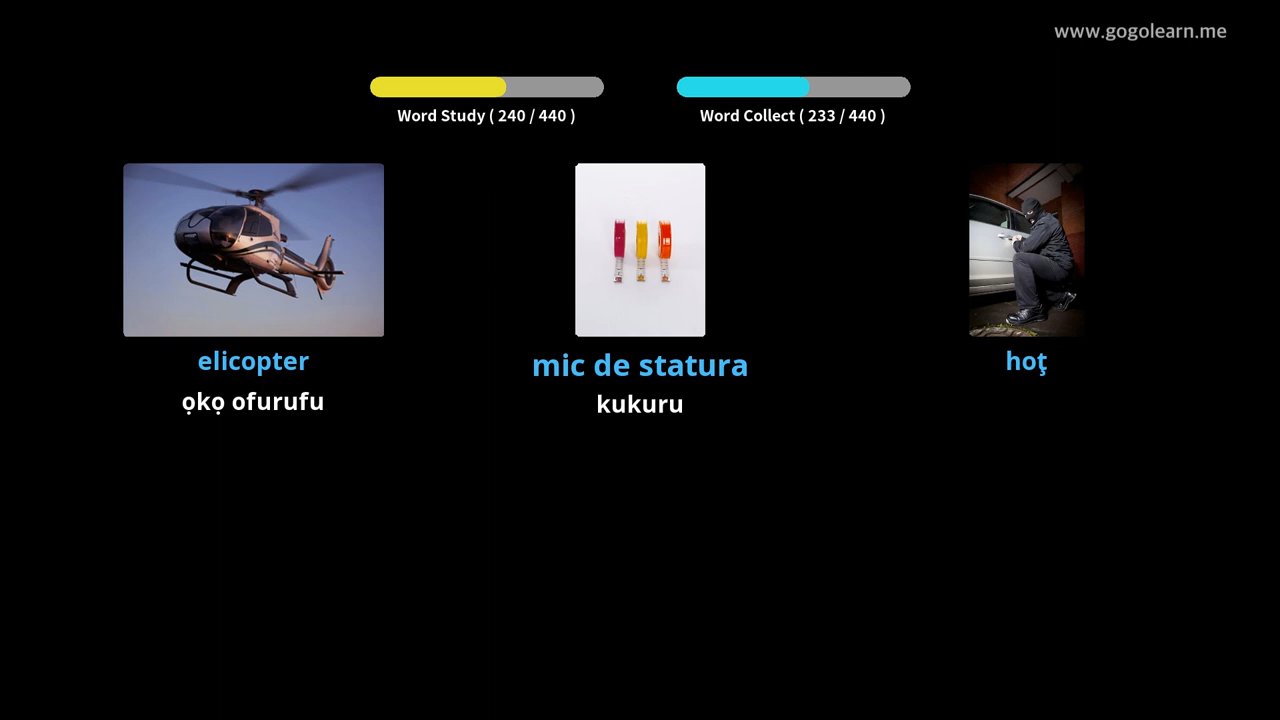 www.gogolearn.me
Word Study ( 240 / 440 )
Word Collect ( 233 / 440 )
elicopter
mic de statura
hoţ
ọkọ ofurufu
kukuru